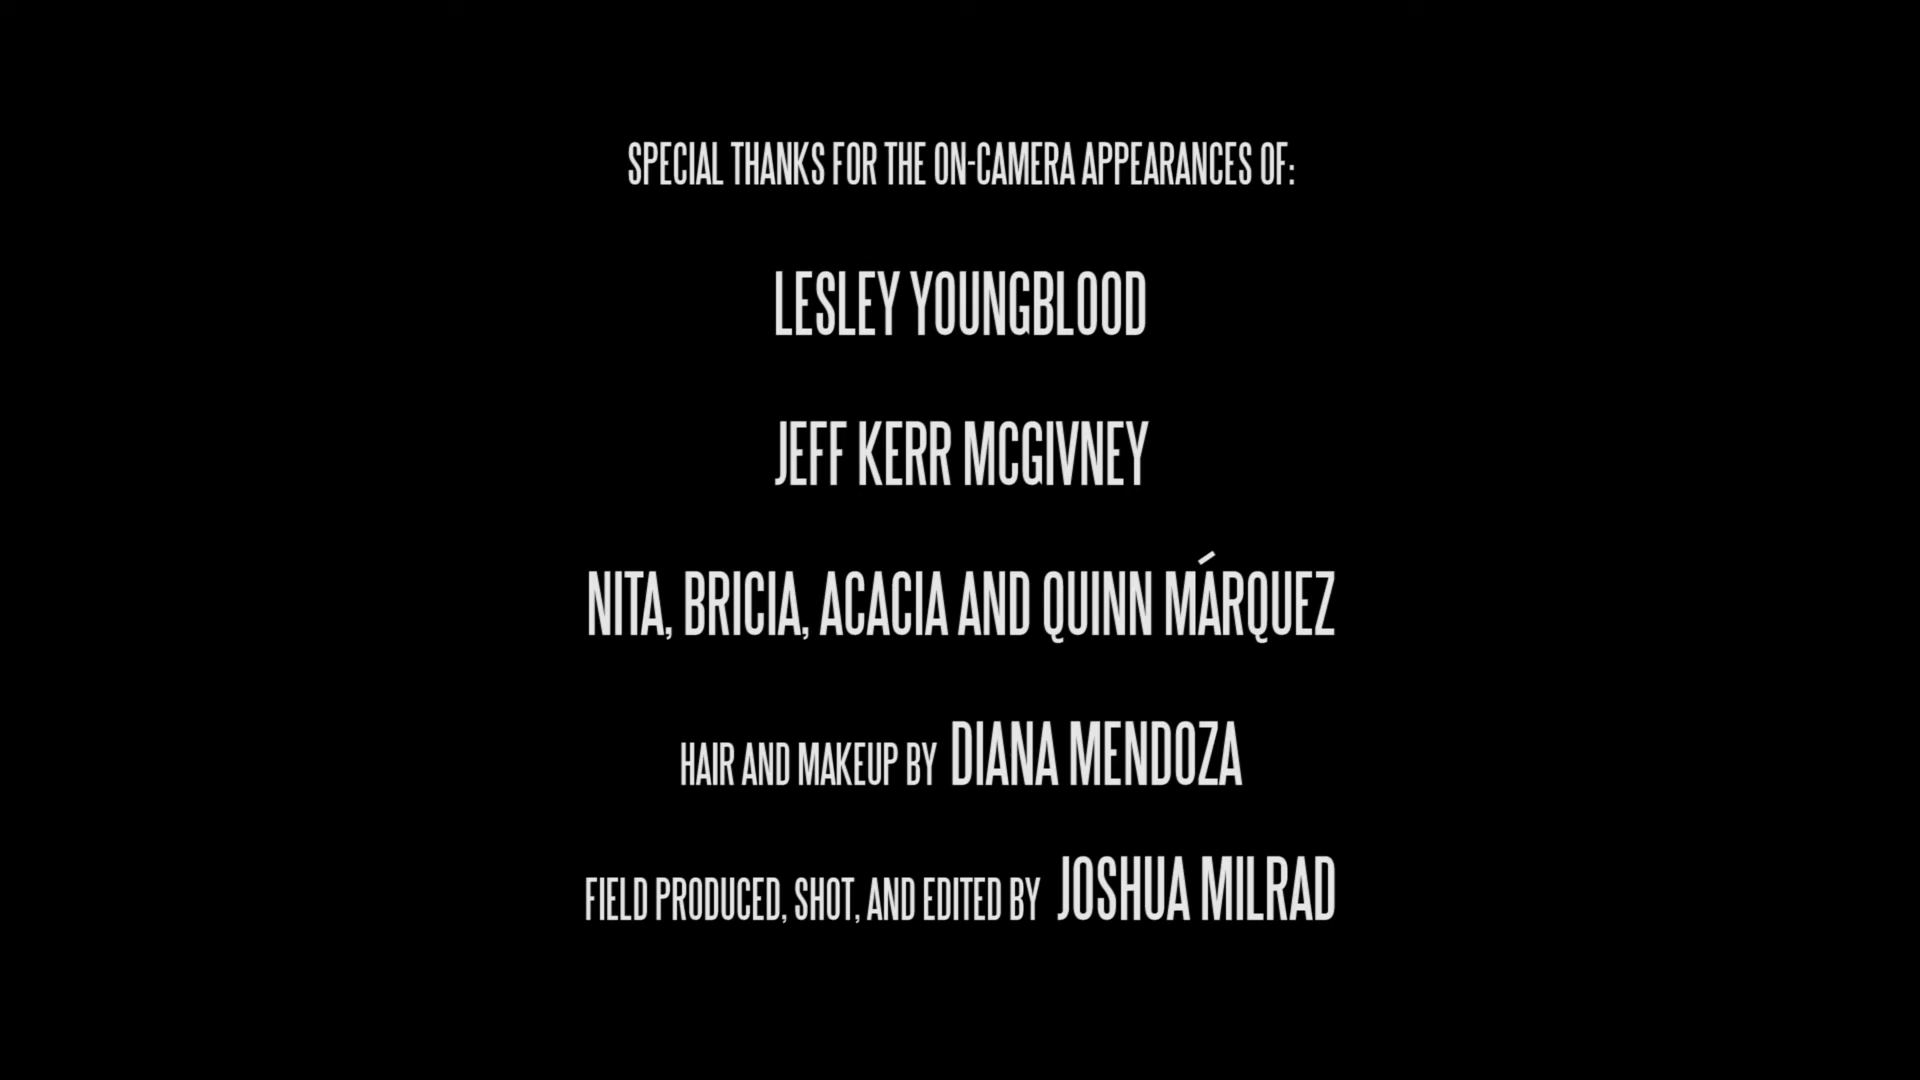 SPECIAL THANKS FOR THE ON-CAMERA APPEARANCES OF:
LESLEY YOUNGBLOOD
JEFF KERR MCGIVNEY
NITA, BRICIA, ACACIA AND QUINN MÁRQUEZ
HAIR AND MAKEUP BY DIANA MENDOZA
FIELD PRODUCED, SHOT, AND EDITED BY JOSHUA MILRAD